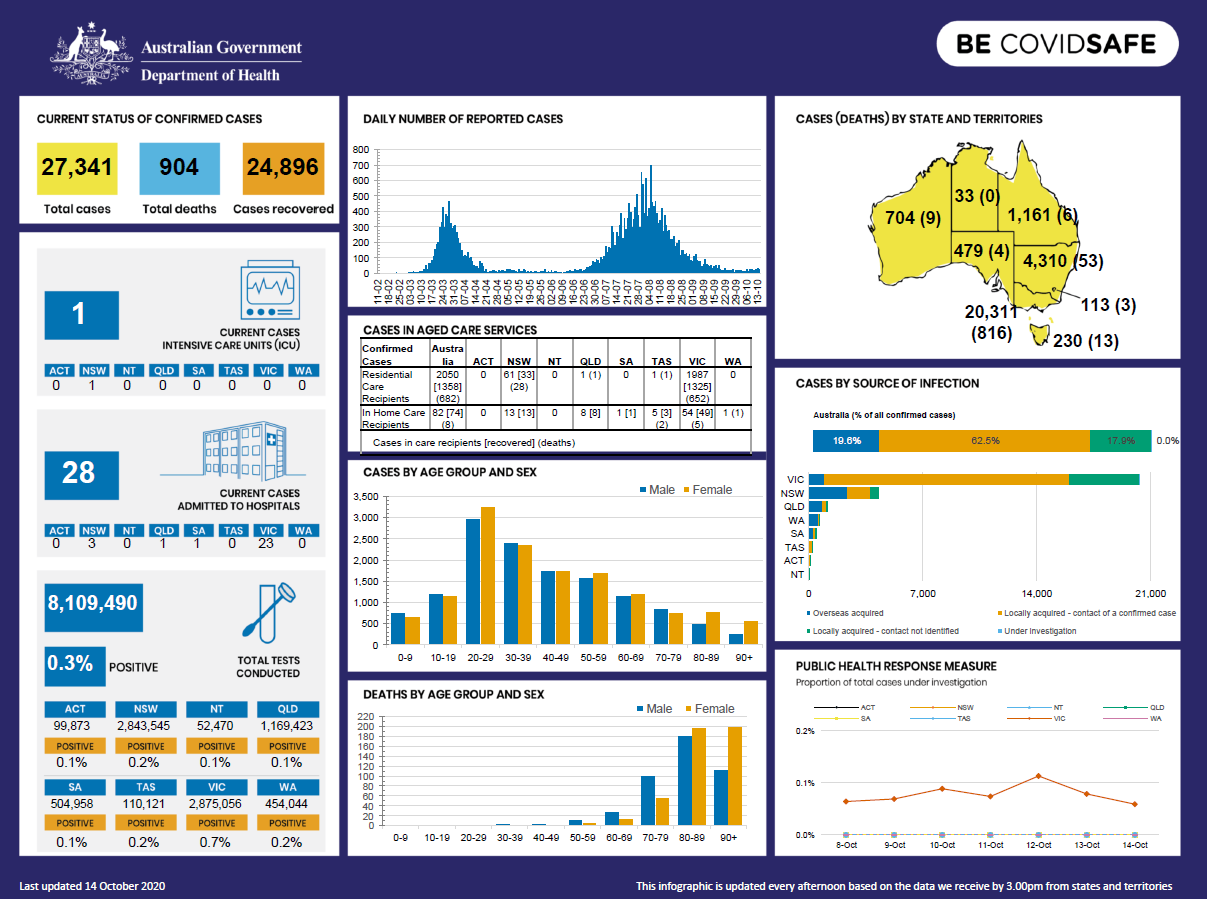 Australian Government
Department of Health
BE COVIDSAFE
CURRENT STATUS OF CONFIRMED CASES
27,341 904 24,896
Total cases Total deaths Cases recovered
1
CURRENT CASES
INTENSIVE CARE UNITS (ICU)
ACT NSW NT QLD SA TAS VIC WA
0 1 0 0 0 0 0 0
28
CURRENT CASES
ADMITTED TO HOSPITALS
ACT NSW NT QLD SA TAS VIC WA
0 3 0 1 1 0 23 0
8,109,490
0.3% POSITIVE
TOTAL TESTS
CONDUCTED
ACT NSW NT QLD
99,873 2,843,545 52,470 1,169,423
POSITIVE POSITIVE POSITIVE POSITIVE
0.1% 0.2% 0.1% 0.1%
SA TAS VIC WA
504,958 110,121 2,875,056 454,044
POSITIVE POSITIVE POSITIVE POSITIVE
0.1% 0.2% 0.7% 0.2%
DAILY NUMBER OF REPORTED CASES
800
700
600
500
400
300
200
100
0
11-02 18-02 25-02 03-03 10-03 17-03 24-03 31-03 07-04 14-04 21-04 28-04 05-05 12-05 19-05 26-05 02-06 09-06 16-06 23-06 30-06 07-07 14-07 21-07 28-07 04-08 11-08 18-08 25-08 01-09 08-09 15-09 22-09 29-09 06-10 13-10
CASES IN AGED CARE SERVICES
Confirmed Cases Austra lia ACT NSW NT QLD SA TAS VIC WA
Residential Care Recipients 2050 [1358] (682) 0 61 [33] (28) 0 1 (1) 0 1 (1) 1987 [1325] (652) 0
In Home Care Recipients 82 [74] (8) 0 13 [13] 0 8 [8] 1 [1] 5 [3] (2) 54 [49] (5) 1 (1)
Cases in care recipients [recovered] (deaths)
CASES BY AGE GROUP AND SEX
Male Female
3,500
3,000
2,500
2,000
1,500
1,000
500
0
0-9 10-19 20-29 30-39 40-49 50-59 60-69 70-79 80-89 90+
DEATHS BY AGE GROUP AND SEX
Male Female
220
200
180
160
140
120
100
80
60
40
20
0
0-9 10-19 20-29 30-39 40-49 50-59 60-69 70-79 80-89 90+
CASES (DEATHS) BY STATE AND TERRITORIES
33 (0)
704 (9)
1,161 (6)
479 (4)
4,310 (53)
20,311
(816)
113 (3)
230 (13)
CASES BY SOURCE OF INFECTION
Australia (% of all confirmed cases)
19.6% 62.5% 17.9% 0.0%
VIC
NSW
QLD
WA
SA
TAS
ACT
NT
0 7,000 14,000 21,000
Overseas acquired Locally acquired - contact of a confirmed case
Locally acquired - contact not identified Under investigation
PUBLIC HEALTH RESPONSE MEASURE
Proportion of total cases under investigation
ACT NSW NT QLD
SA TAS VIC WA
0.2%
0.1%
0.0%
8-Oct 9-Oct 10-Oct 11-Oct 12-Oct 13-Oct 14-Oct
Last updated 14 October 2020
This infographic is updated every afternoon based on the data we receive by 3.00pm from states and territories